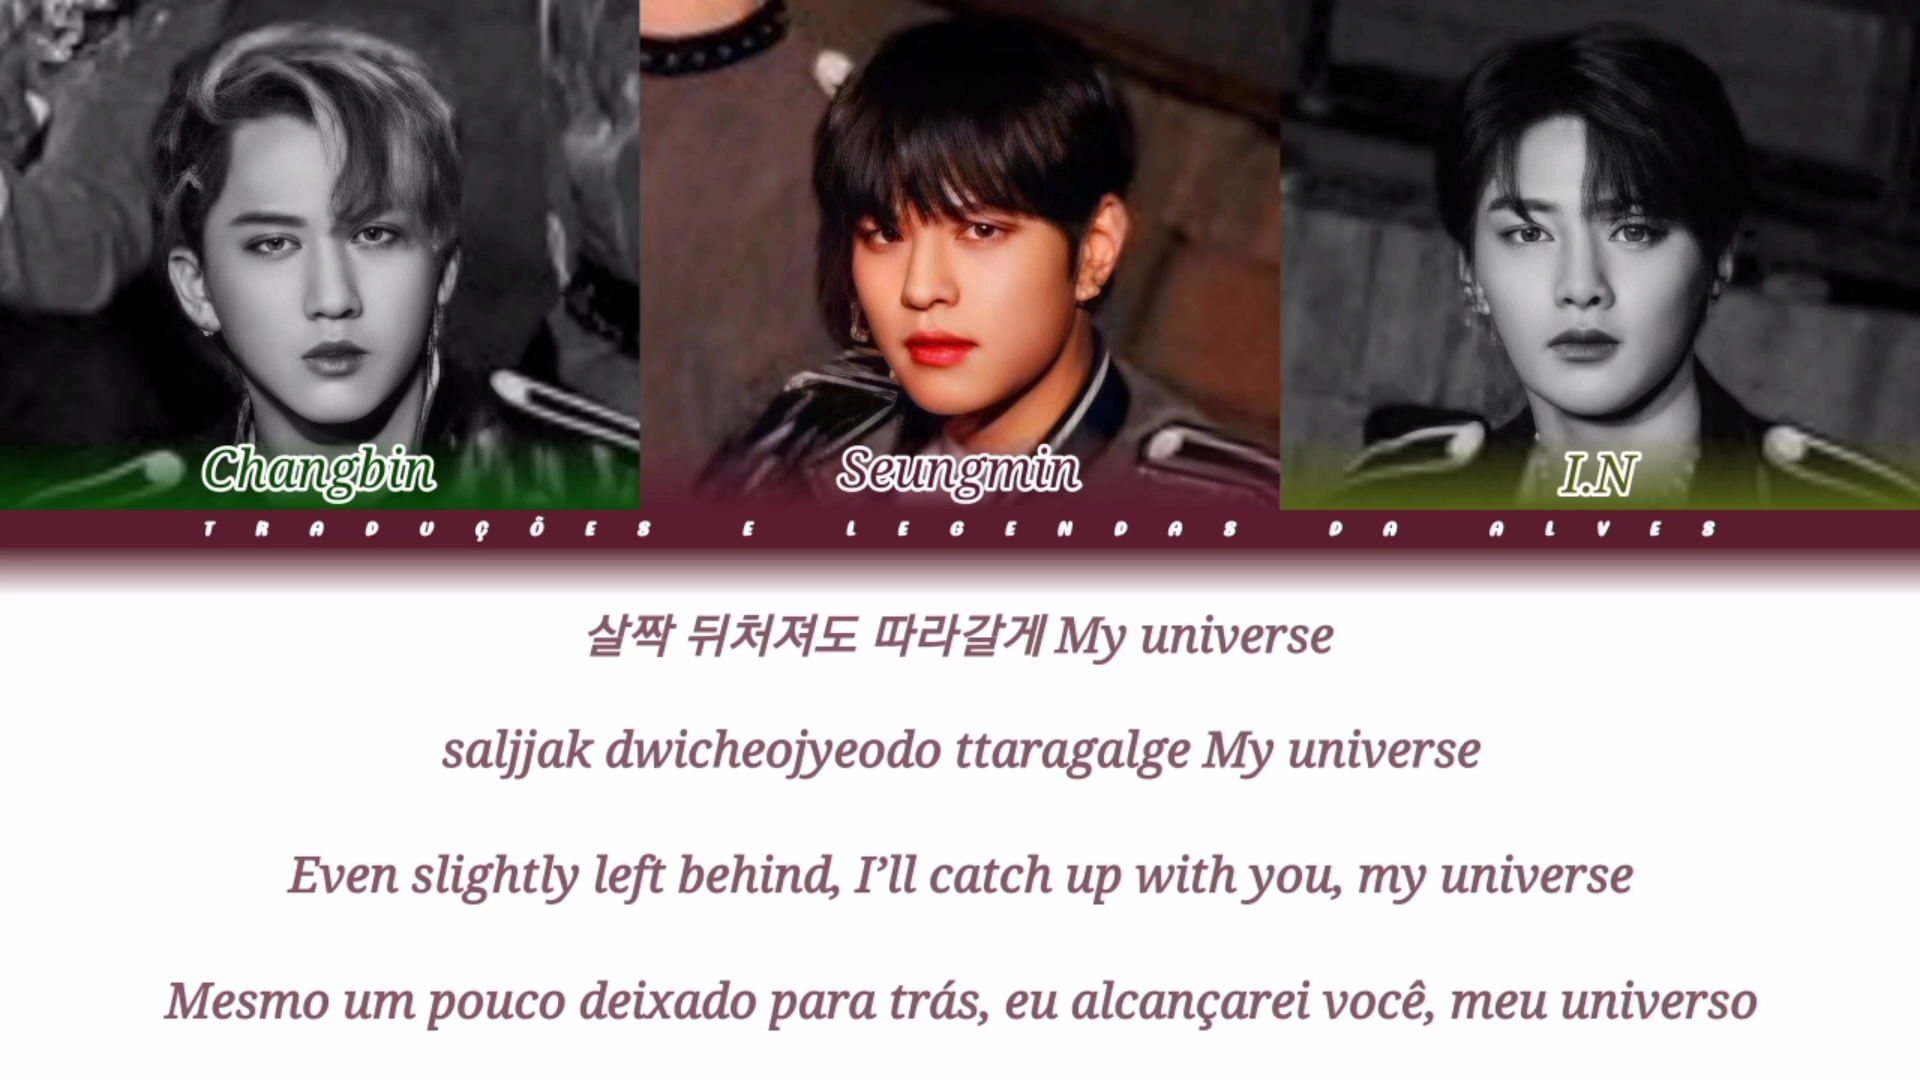 Changbin
Seungmin
I.N
TRADUÇÕES E LEGENDAS DA ALVES
살짝 뒤처져도 따라갈게 My universe
saljjak dwicheojyeodo ttaragalge My universe
Even slightly left behind, I’ll catch up with you, my universe
Mesmo um pouco deixado para trás, eu alcançarei você, meu universo